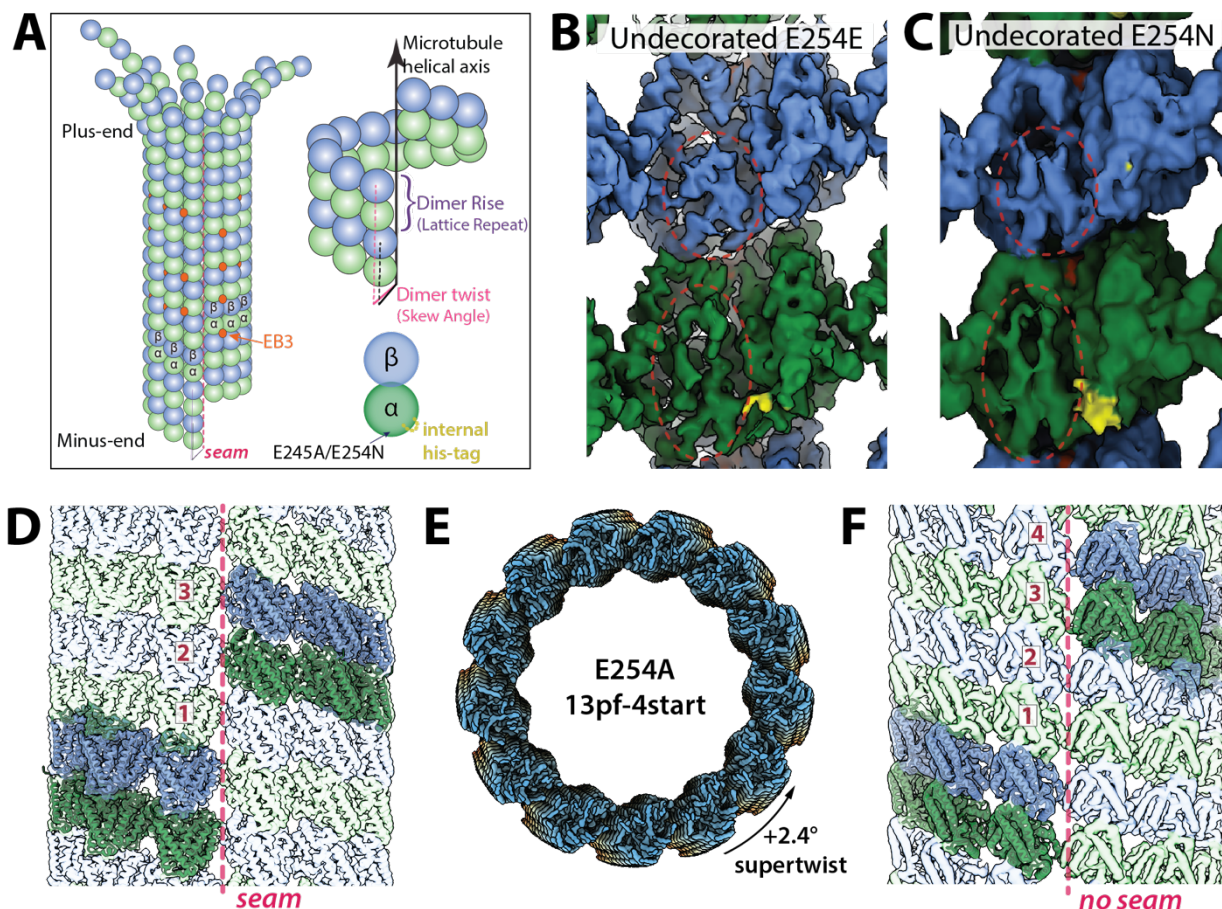 A
Plus-end
Minus-end
seam
EB3
β β β
α α α
β β β
α α α
Microtubule
helical axis
Dimer Rise
(Lattice Repeat)
Dimer twist
(Skew Angle)
β
α
internal
his-tag
E245A/E254N
B
Undecorated E254E
C
Undecorated E254N
D
3
2
1
seam
E
E254A
13pf-4start
+2.4°
supertwist
F
4
3
2
1
no seam